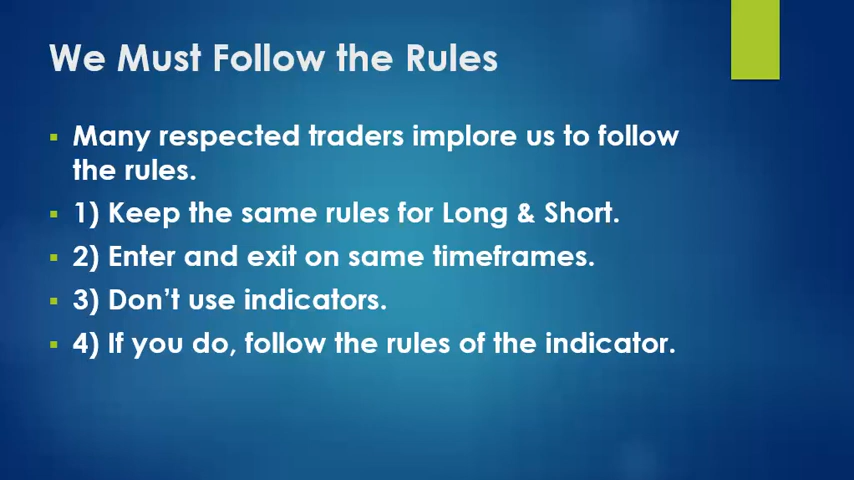 We Must Follow the Rules
▪ Many respected traders implore us to follow
the rules.
▪ 1) Keep the same rules for Long & Short.
▪ 2) Enter and exit on same timeframes.
▪ 3) Don’t use indicators.
▪ 4) If you do, follow the rules of the indicator.